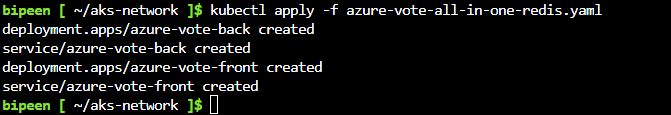 bipeen [ ~/aks-network ]$ kubectl apply -f azure-vote-all-in-one-redis.yaml
deployment.apps/azure-vote-back created
service/azure-vote-back created
deployment.apps/azure-vote-front created
service/azure-vote-front created
bipeen [ ~/aks-network ]$